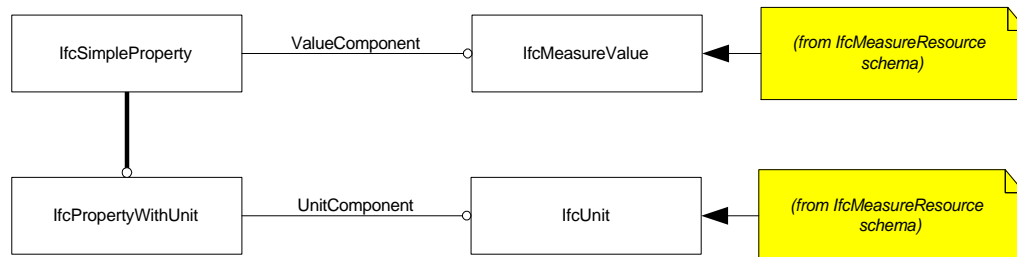 IfcSimpleProperty
ValueComponent
IfcMeasureValue
(from IfcMeasureResource
schema)
IfcPropertyWithUnit
UnitComponent
IfcUnit
(from IfcMeasureResource
schema)